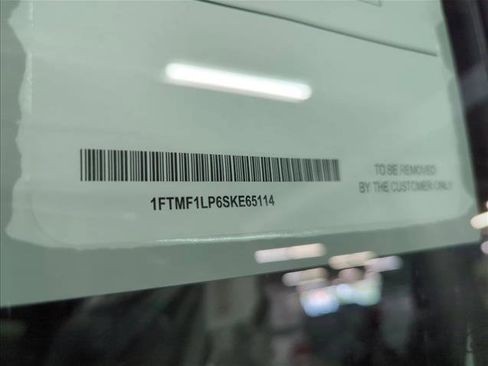 1FTMF1LP6SKE65114
TO BE REMOVED
BY THE CUSTOMER ONLY